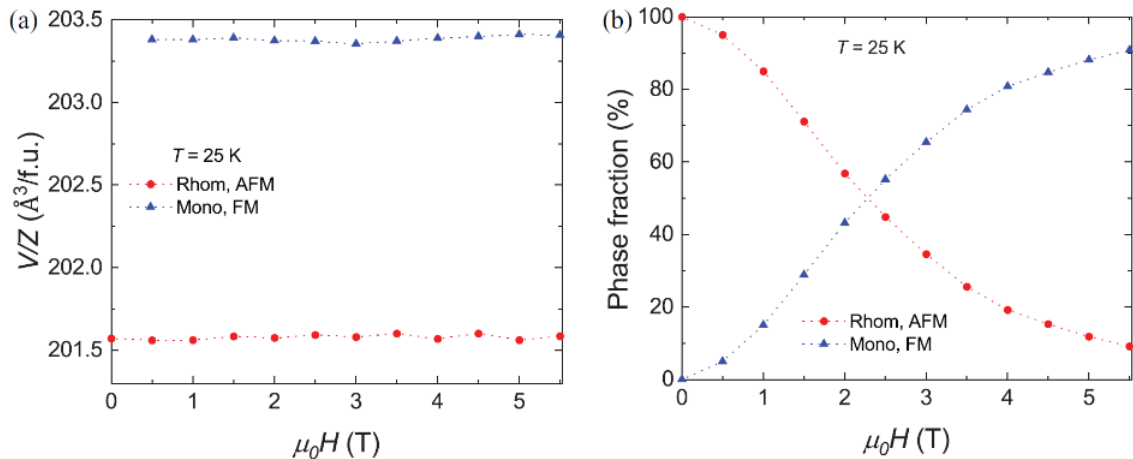 (a)
203.5
203.0
202.5
202.0
201.5
V/Z (Å³/f.u.)
T = 25 K
Rhom, AFM
Mono, FM
0 1 2 3 4 5
μ₀H (T)
(b)
100
80
60
40
20
0
Phase fraction (%)
T = 25 K
Rhom, AFM
Mono, FM
0 1 2 3 4 5
μ₀H (T)